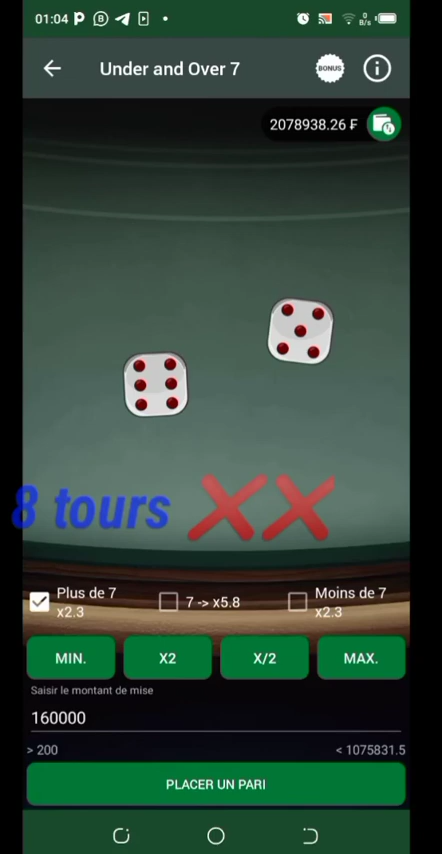 01:04
0
B/s
Under and Over 7
BONUS
2078938.26 ₣
8 tours ❌❌
Plus de 7
x2.3
7 -> x5.8
Moins de 7
x2.3
MIN.
X2
X/2
MAX.
Saisir le montant de mise
160000
> 200
< 1075831.5
PLACER UN PARI